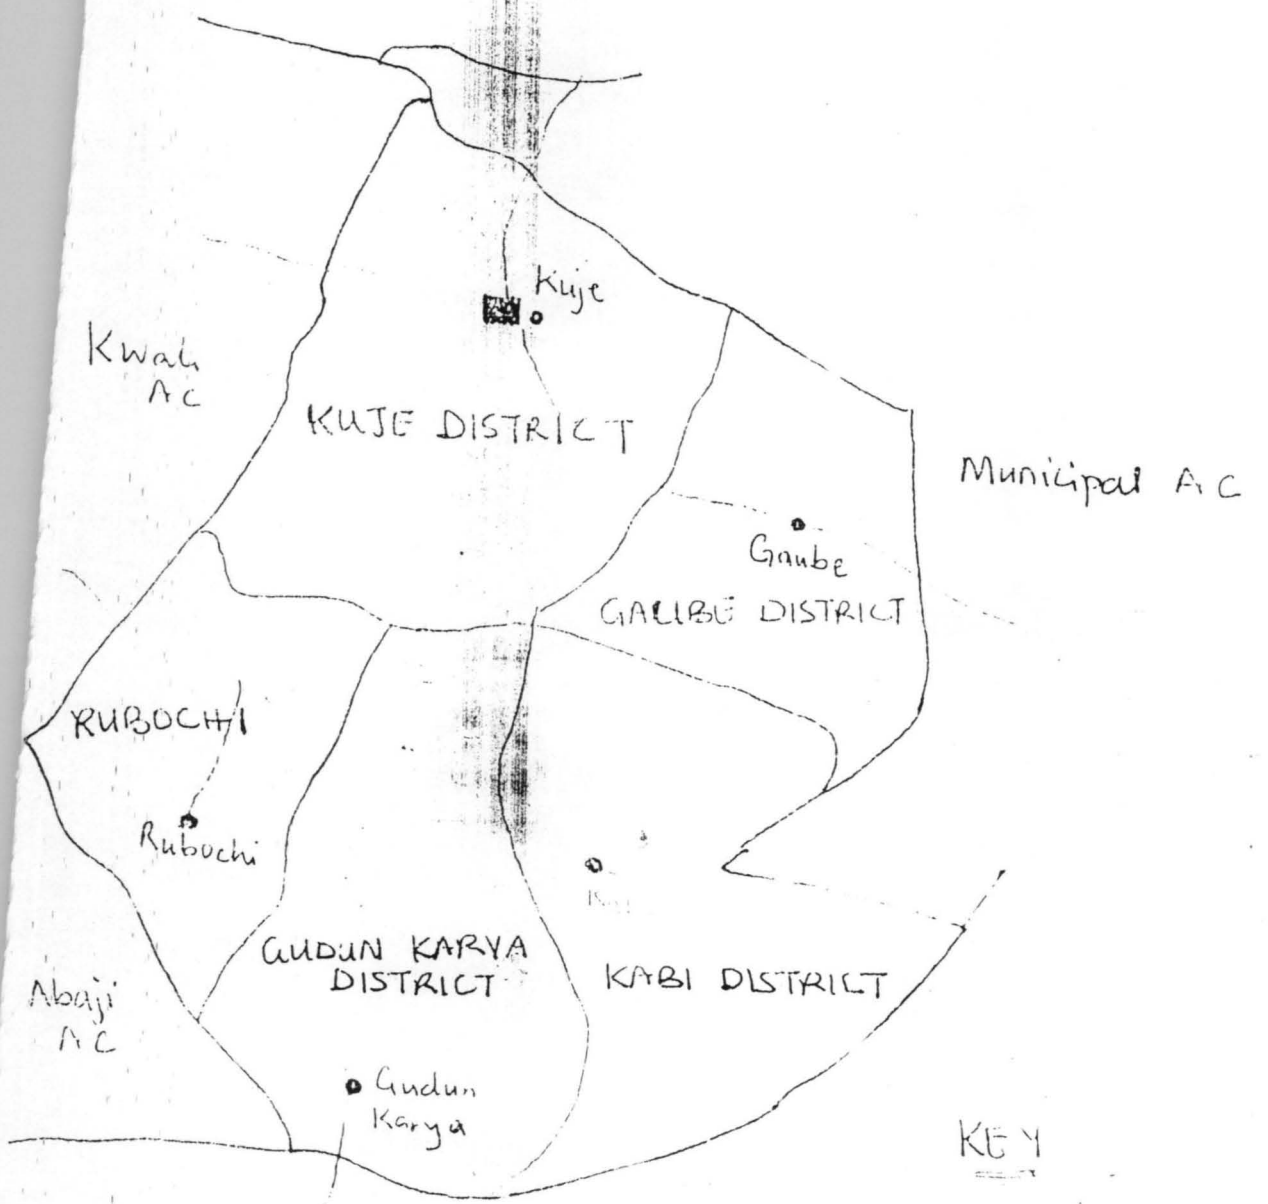 Kuje
Kwali
AC
KUJE DISTRICT
Municipal AC
Gaube
GAUBE DISTRICT
RUBOCHI
Rubochi
GUDUN KARYA
DISTRICT
KABI DISTRICT
Abaji
AC
Gudun
Karya
KEY